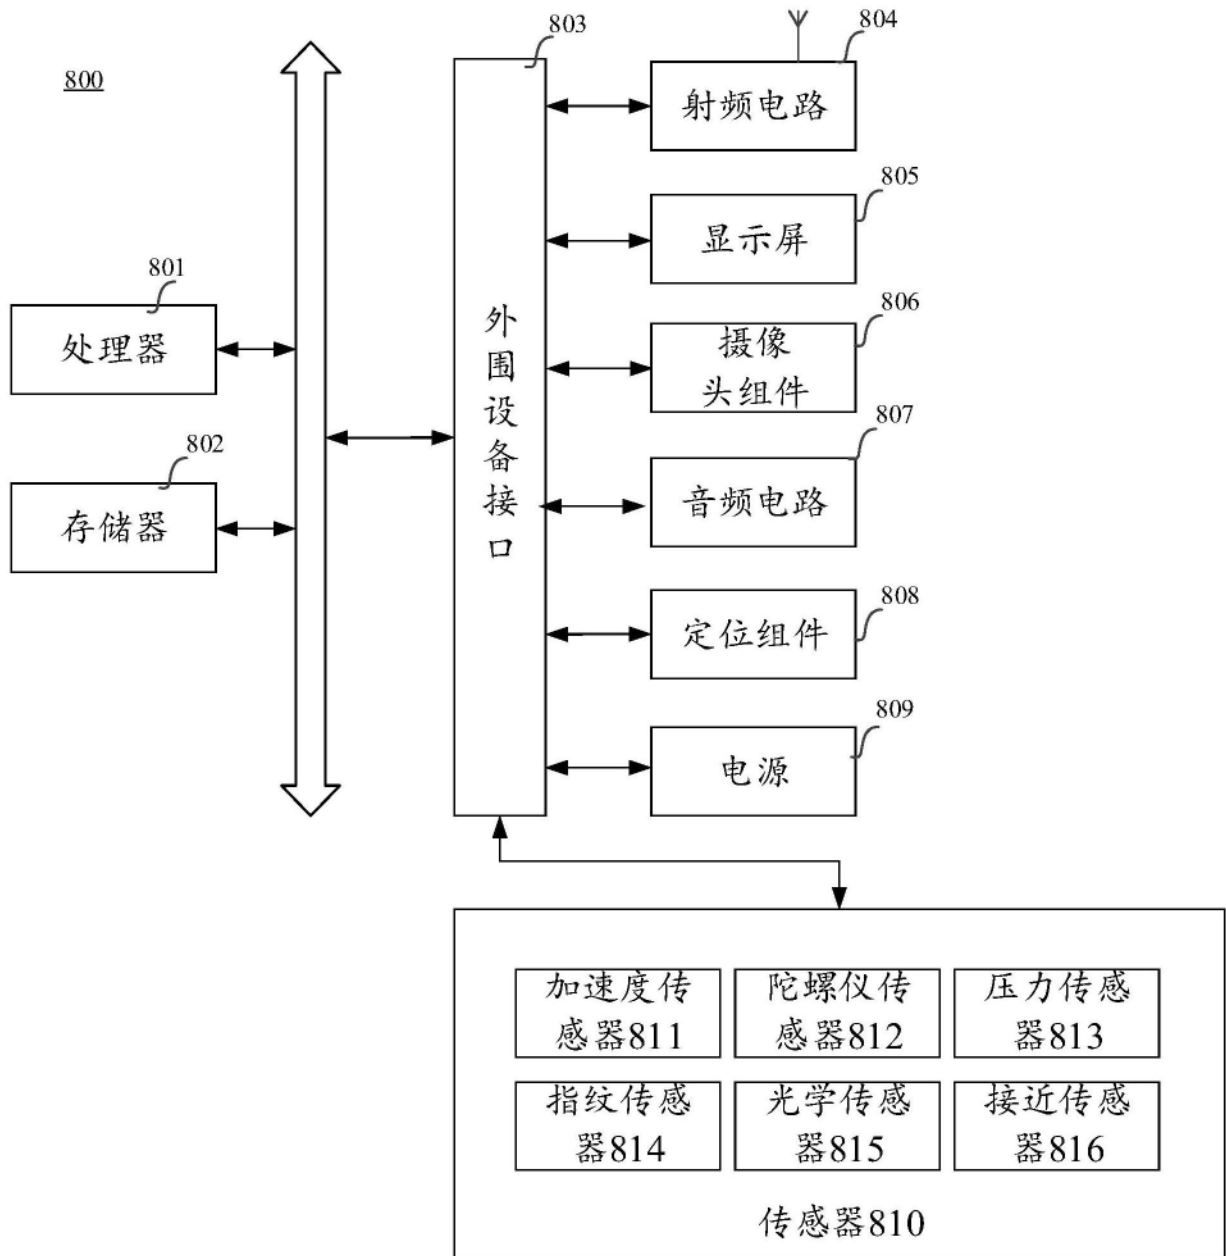 800
803
804
射频电路
805
显示屏
801
处理器
806
摄像
头组件
外
围
设
备
接
口
802
存储器
807
音频电路
808
定位组件
809
电源
加速度传
感器811
陀螺仪传
感器812
压力传感
器813
指纹传感
器814
光学传感
器815
接近传感
器816
传感器810